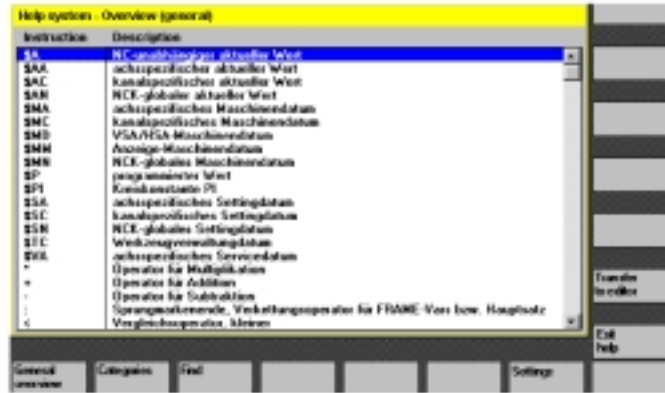 Help system - Overview (general)
Instruction Description
$A NC-unabhängiger aktueller Wert
$AA achsspezifischer aktueller Wert
$AC kanalspezifischer aktueller Wert
$AN NCK-globaler aktueller Wert
$MA achsspezifisches Maschinendatum
$MC kanalspezifisches Maschinendatum
$MD VSA/HSA-Maschinendatum
$MM Anzeige-Maschinendatum
$MN NCK-globales Maschinendatum
$P programmierter Wert
$PI Kreiskonstante PI
$SA achsspezifisches Settingdatum
$SC kanalspezifisches Settingdatum
$SN NCK-globales Settingdatum
$TC Werkzeugverwaltungdatum
$VA achsspezifisches Servicedatum
* Operator für Multiplikation
+ Operator für Addition
- Operator für Subtraktion
: Sprungmarkenende, Verkettungsoperator für FRAME-Vars bzw. Hauptsatz
< Vergleichsoperator, kleiner
Transfer
to editor
Exit
help
General
overview
Categories
Find
Settings